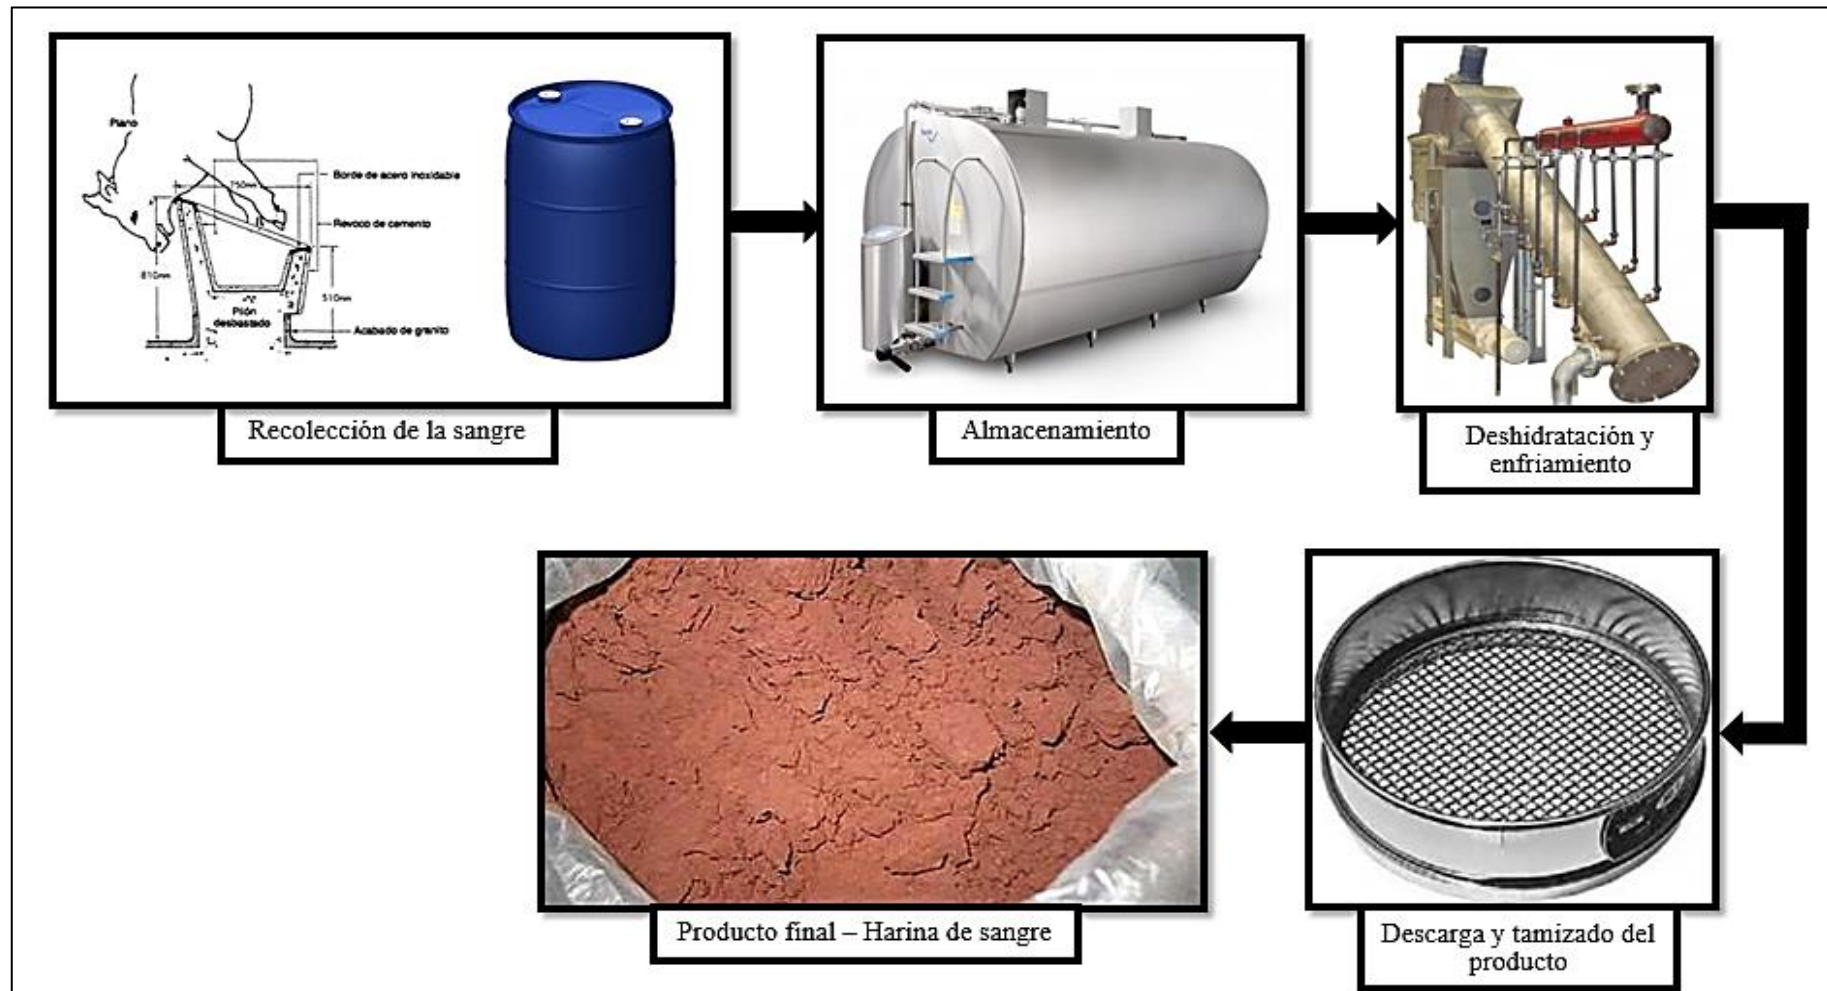 Plano
750mm
Borde de acero inoxidable
Revoco de cemento
810mm
510mm
Pilón
desbastado
Acabado de granito
Recolección de la sangre
Almacenamiento
Deshidratación y
enfriamiento
Descarga y tamizado del
producto
Producto final – Harina de sangre